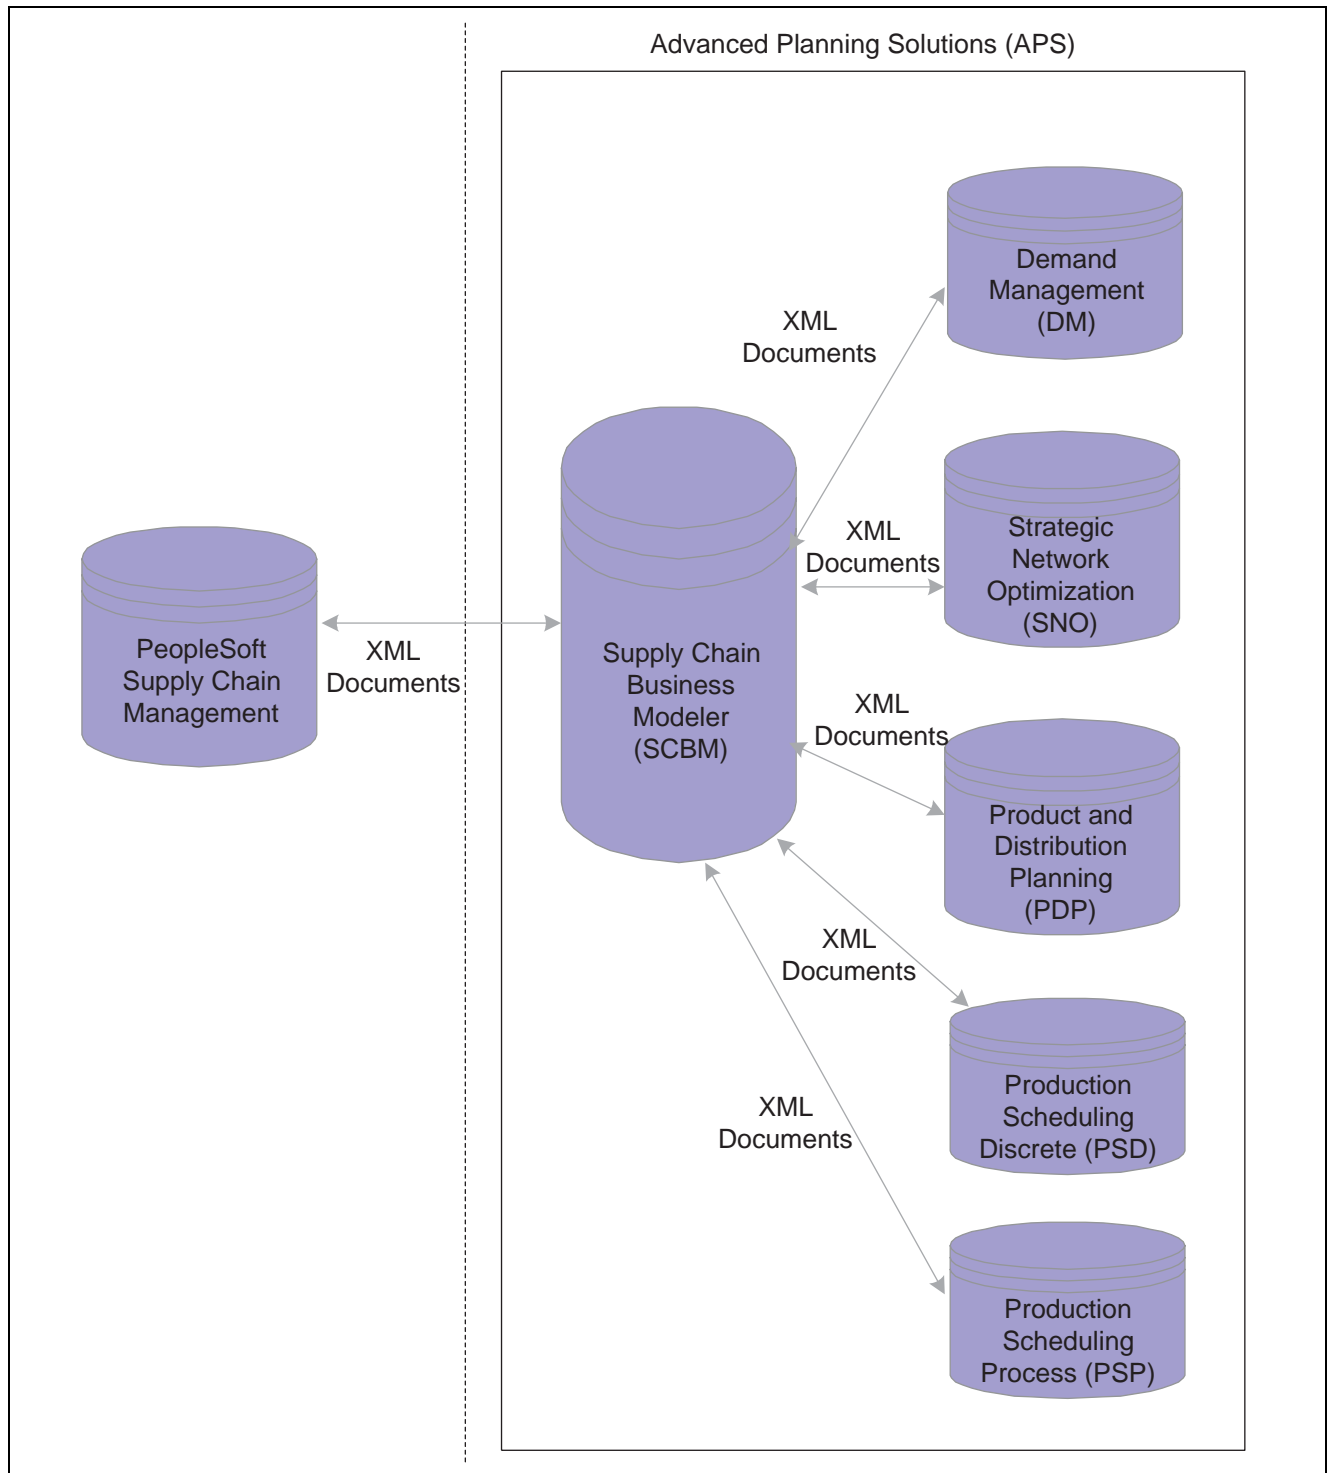 Advanced Planning Solutions (APS)
Demand
Management
(DM)
XML
Documents
Strategic
Network
Optimization
(SNO)
XML
Documents
PeopleSoft
Supply Chain
Management
XML
Documents
Supply Chain
Business
Modeler
(SCBM)
XML
Documents
Product and
Distribution
Planning
(PDP)
XML
Documents
Production
Scheduling
Discrete (PSD)
XML
Documents
Production
Scheduling
Process (PSP)